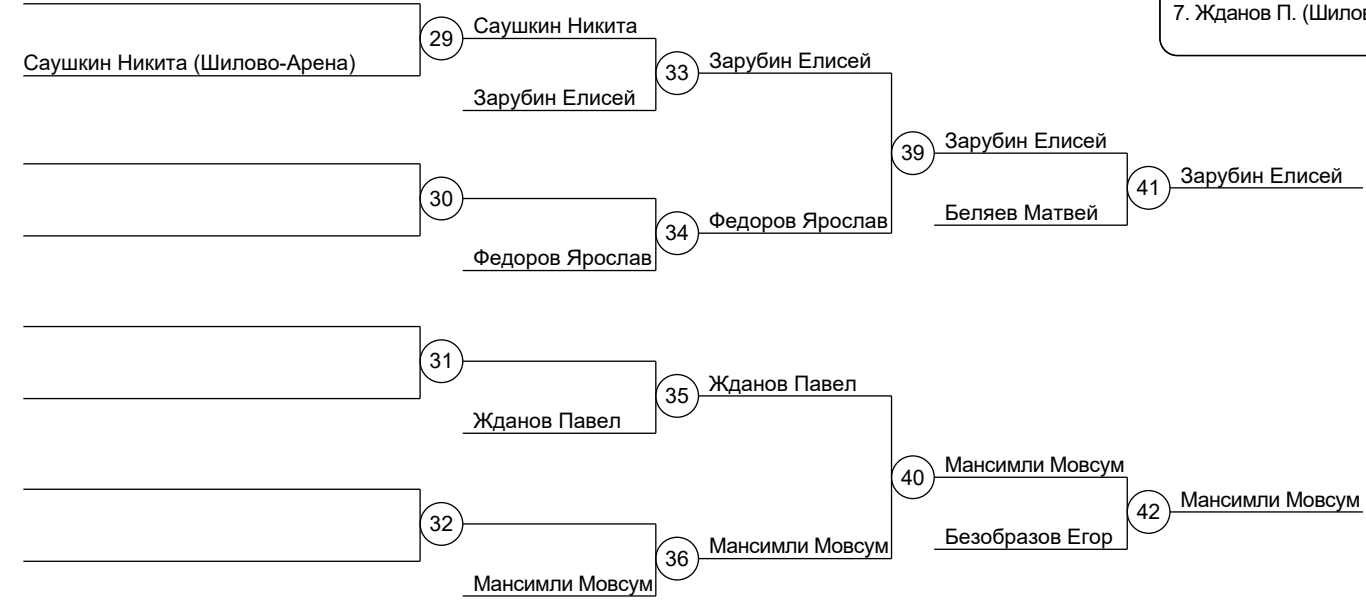 7. Жданов П.
Саушкин Никита
29
Саушкин Никита (Шилово-Арена)
Зарубин Елисей
33
Зарубин Елисей
Зарубин Елисей
39
Зарубин Елисей
41
30
Федоров Ярослав
34
Беляев Матвей
Федоров Ярослав
31
Жданов Павел
35
Жданов Павел
Мансимли Мовсум
40
Мансимли Мовсум
42
32
Безобразов Егор
Мансимли Мовсум
36
Мансимли Мовсум